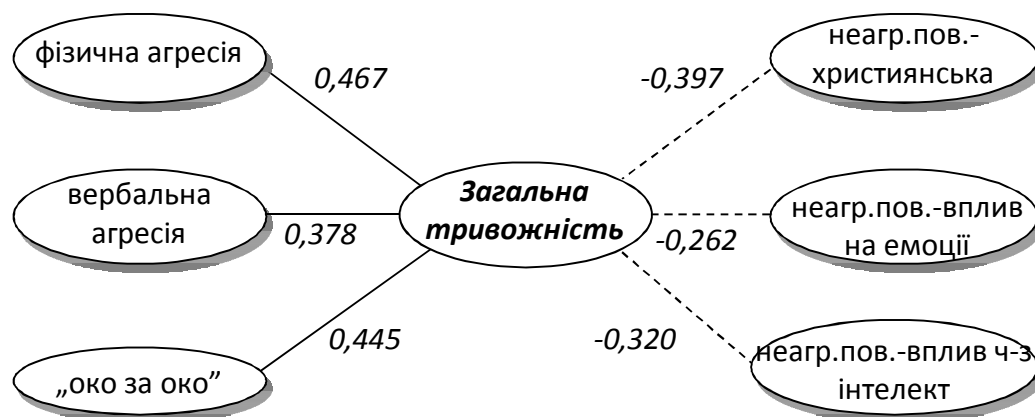 фізична агресія
0,467
вербальна
агресія
0,378
„око за око”
0,445
Загальна
тривожність
-0,397
неагр.пов.-
християнська
-0,262
неагр.пов.-вплив
на емоції
-0,320
неагр.пов.-вплив ч-з
інтелект